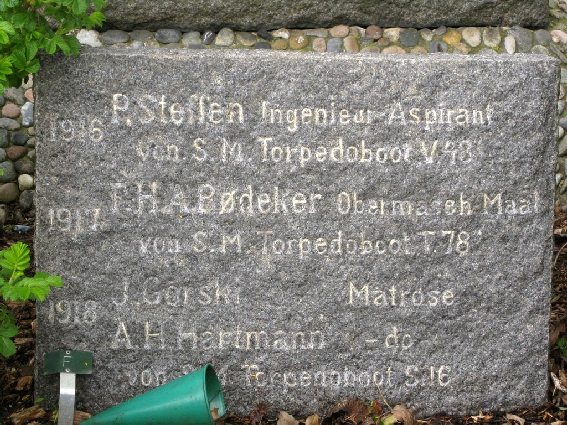 1916 P. Steffen Ingenieur-Aspirant
von S. M. Torpedoboot V. 48
1917 F. H. A. Bødeker Obermasch Maat
von S. M. Torpedoboot T. 78
1918 J. Gorski Matrose
A. H. Hartmann - do
von Torpedoboot S. 16